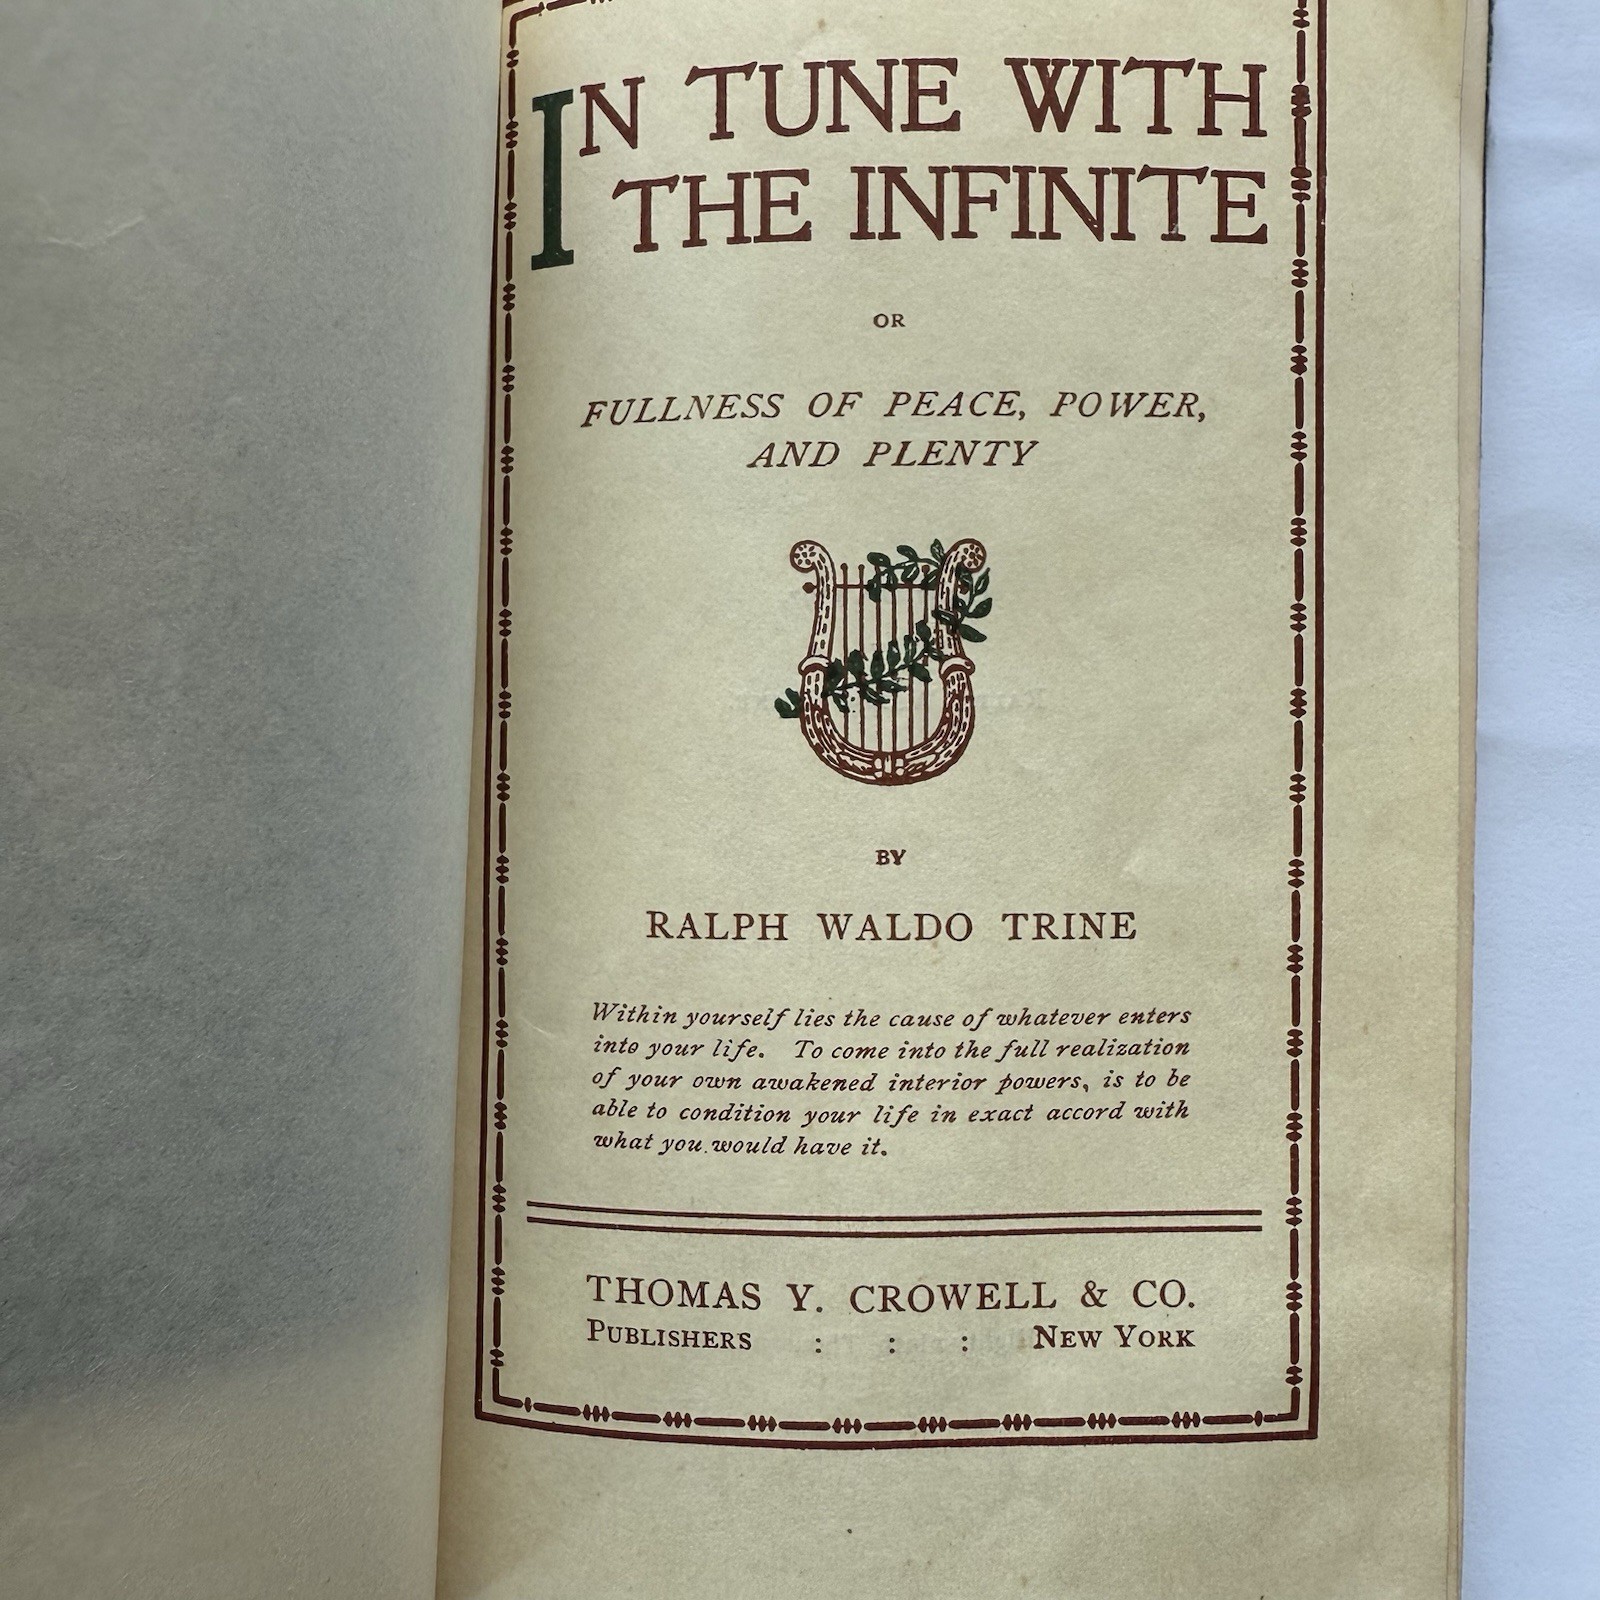 IN TUNE WITH
THE INFINITE
OR
FULLNESS OF PEACE, POWER,
AND PLENTY
BY
RALPH WALDO TRINE
Within yourself lies the cause of whatever enters
into your life. To come into the full realization
of your own awakened interior powers, is to be
able to condition your life in exact accord with
what you would have it.
THOMAS Y. CROWELL & CO.
PUBLISHERS : : : NEW YORK